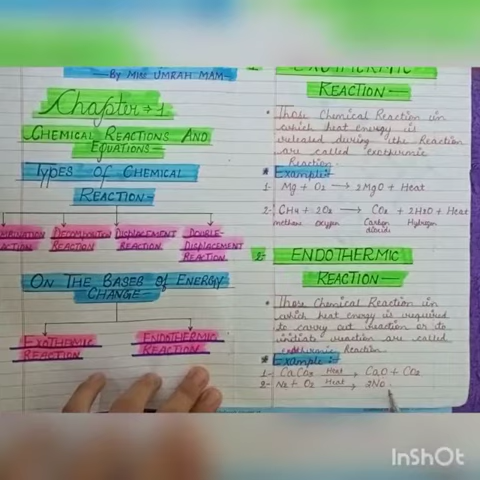 - By Miss UMRAH MAM -
Chapter → 1
CHEMICAL REACTIONS AND
EQUATIONS -
TYPES OF CHEMICAL
REACTION -
DECOMPOSITION
REACTION
DISPLACEMENT
REACTION
DOUBLE-
DISPLACEMENT
REACTION
ON THE BASES of ENERGY
CHANGE -
EXOTHEMIC
REACTION
ENDOTHERMIC
REACTION
EXOTHERMIC
REACTION -
* Those Chemical Reaction in
which heat energy is
released during the Reaction
are called exothermic
Reaction.
* Example :-
1- Mg + O2 → 2MgO + Heat
2- CH4 + 2O2 → CO2 + 2H2O + Heat
methane oxygen Carbon Hydrogen
dioxide
2- ENDOTHERMIC
REACTION -
* Those Chemical Reaction in
which heat energy is required
to carry out reaction or to
initiate reaction are called
Reaction.
* Example :-
1- CaCO3 Heat → CaO + CO2
2- N2 + O2 Heat → 2No
InShOt